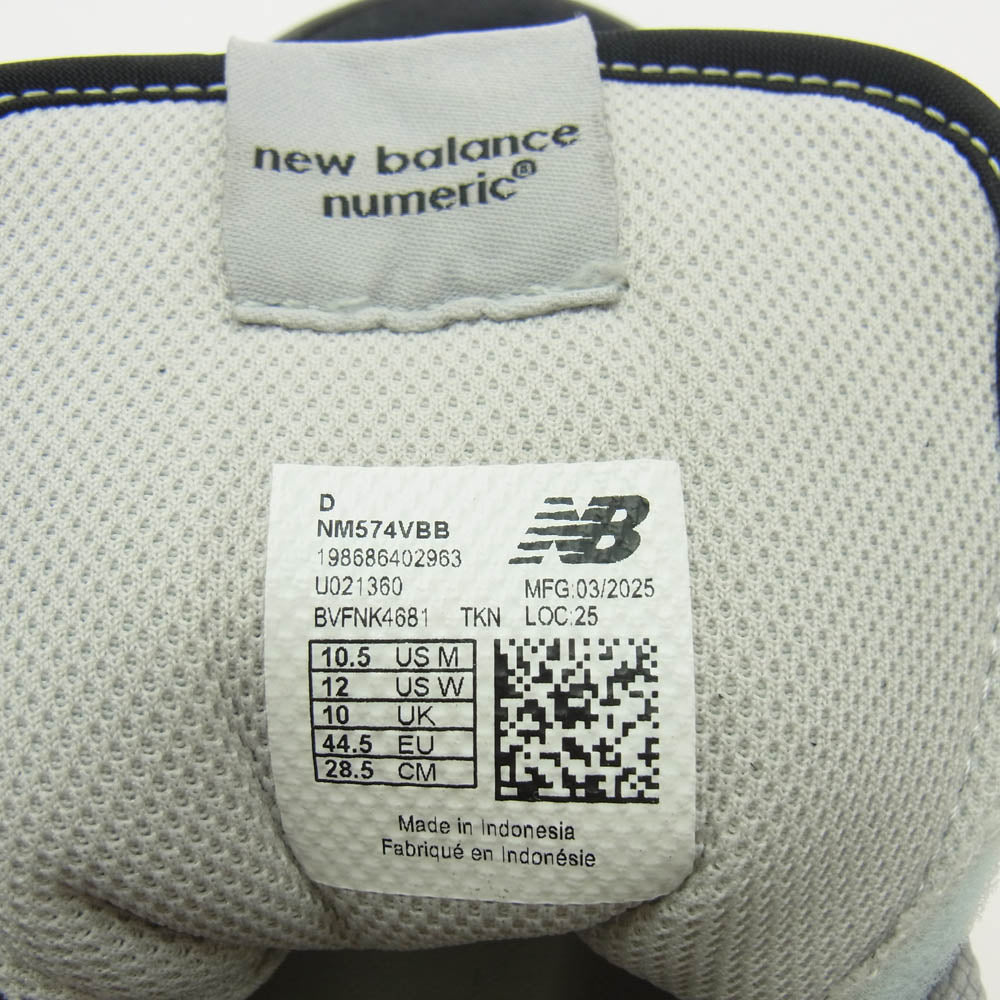 new balance
numeric®
D
NM574VBB
198686402963
U021360
BVFNK4681 TKN
NB
MFG:03/2025
LOC:25
10.5 US M
12 US W
10 UK
44.5 EU
28.5 CM
Made in Indonesia
Fabriqué en Indonésie